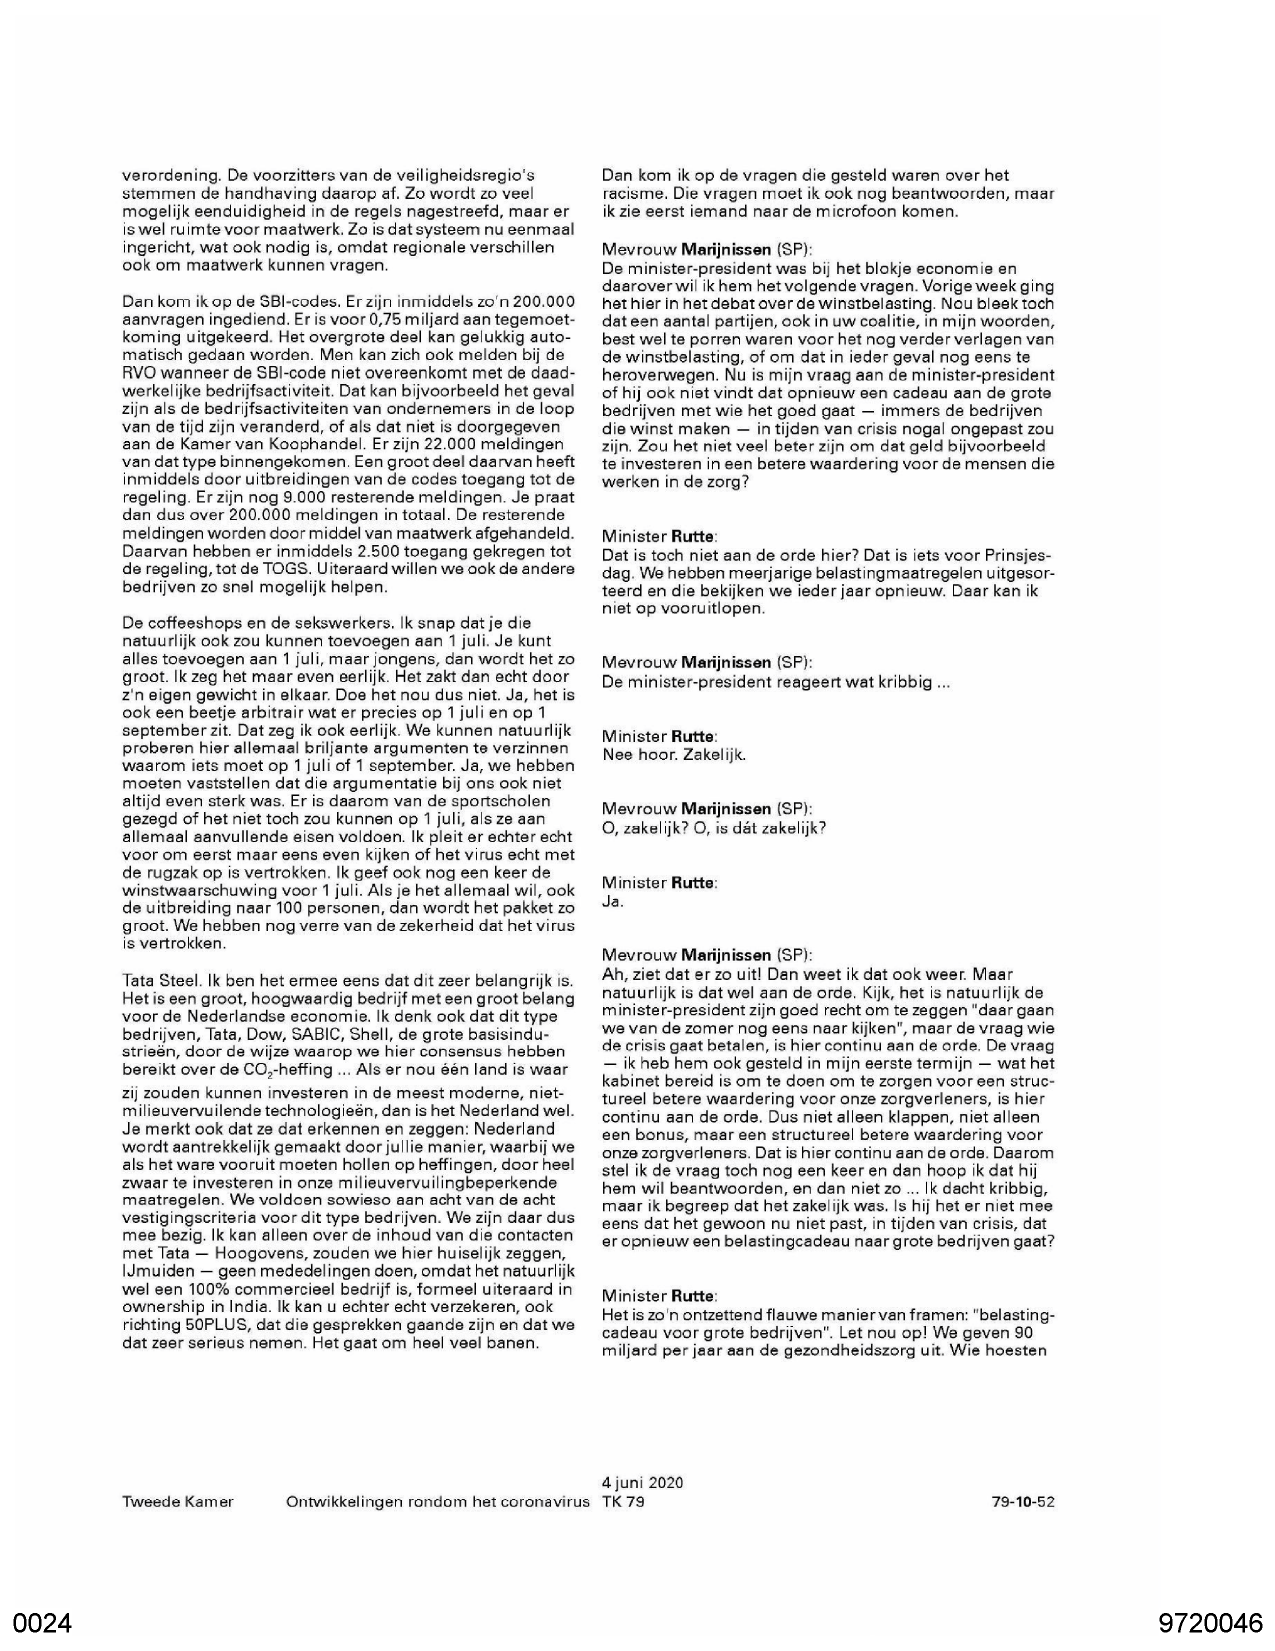 verordening. De voorzitters van de veiligheidsregio's
stemmen de handhaving daarop af. Zo wordt zo veel
mogelijk eenduidigheid in de regels nagestreefd, maar er
is wel ruimte voor maatwerk. Zo is dat systeem nu eenmaal
ingericht, wat ook nodig is, omdat regionale verschillen
ook om maatwerk kunnen vragen.
Dan kom ik op de SBI-codes. Er zijn inmiddels zo'n 200.000
aanvragen ingediend. Er is voor 0,75 miljard aan tegemoet-
koming uitgekeerd. Het overgrote deel kan gelukkig auto-
matisch gedaan worden. Men kan zich ook melden bij de
RVO wanneer de SBI-code niet overeenkomt met de daad-
werkelijke bedrijfsactiviteit. Dat kan bijvoorbeeld het geval
zijn als de bedrijfsactiviteiten van ondernemers in de loop
van de tijd zijn veranderd, of als dat niet is doorgegeven
aan de Kamer van Koophandel. Er zijn 22.000 meldingen
van dat type binnengekomen. Een groot deel daarvan heeft
inmiddels door uitbreidingen van de codes toegang tot de
regeling. Er zijn nog 9.000 resterende meldingen. Je praat
dan dus over 200.000 meldingen in totaal. De resterende
meldingen worden door middel van maatwerk afgehandeld.
Daarvan hebben er inmiddels 2.500 toegang gekregen tot
de regeling, tot de TOGS. Uiteraard willen we ook de andere
bedrijven zo snel mogelijk helpen.
De coffeeshops en de sekswerkers. Ik snap dat je die
natuurlijk ook zou kunnen toevoegen aan 1 juli. Je kunt
alles toevoegen aan 1 juli, maar jongens, dan wordt het zo
groot. Ik zeg het maar even eerlijk. Het zakt dan echt door
z'n eigen gewicht in elkaar. Doe het nou dus niet. Ja, het is
ook een beetje arbitrair wat er precies op 1 juli en op 1
september zit. Dat zeg ik ook eerlijk. We kunnen natuurlijk
proberen hier allemaal briljante argumenten te verzinnen
waarom iets moet op 1 juli of 1 september. Ja, we hebben
moeten vaststellen dat die argumentatie bij ons ook niet
altijd even sterk was. Er is daarom van de sportscholen
gezegd of het niet toch zou kunnen op 1 juli, als ze aan
allemaal aanvullende eisen voldoen. Ik pleit er echter echt
voor om eerst maar eens even kijken of het virus echt met
de rugzak op is vertrokken. Ik geef ook nog een keer de
winstwaarschuwing voor 1 juli. Als je het allemaal wil, ook
de uitbreiding naar 100 personen, dan wordt het pakket zo
groot. We hebben nog verre van de zekerheid dat het virus
is vertrokken.
Tata Steel. Ik ben het ermee eens dat dit zeer belangrijk is.
Het is een groot, hoogwaardig bedrijf met een groot belang
voor de Nederlandse economie. Ik denk ook dat dit type
bedrijven, Tata, Dow, SABIC, Shell, de grote basisindu-
strieën, door de wijze waarop we hier consensus hebben
bereikt over de CO₂-heffing ... Als er nou één land is waar
zij zouden kunnen investeren in de meest moderne, niet-
milieuvervuilende technologieën, dan is het Nederland wel.
Je merkt ook dat ze dat erkennen en zeggen: Nederland
wordt aantrekkelijk gemaakt door jullie manier, waarbij we
als het ware vooruit moeten hollen op heffingen, door heel
zwaar te investeren in onze milieuvervuilingbeperkende
maatregelen. We voldoen sowieso aan acht van de acht
vestigingscriteria voor dit type bedrijven. We zijn daar dus
mee bezig. Ik kan alleen over de inhoud van die contacten
met Tata — Hoogovens, zouden we hier huiselijk zeggen,
IJmuiden — geen mededelingen doen, omdat het natuurlijk
wel een 100% commercieel bedrijf is, formeel uiteraard in
ownership in India. Ik kan u echter echt verzekeren, ook
richting 50PLUS, dat die gesprekken gaande zijn en dat we
dat zeer serieus nemen. Het gaat om heel veel banen.
Dan kom ik op de vragen die gesteld waren over het
racisme. Die vragen moet ik ook nog beantwoorden, maar
ik zie eerst iemand naar de microfoon komen.
Mevrouw Marijnissen (SP):
De minister-president was bij het blokje economie en
daarover wil ik hem het volgende vragen. Vorige week ging
het hier in het debat over de winstbelasting. Nou bleek toch
dat een aantal partijen, ook in uw coalitie, in mijn woorden,
best wel te porren waren voor het nog verder verlagen van
de winstbelasting, of om dat in ieder geval nog eens te
heroverwegen. Nu is mijn vraag aan de minister-president
of hij ook niet vindt dat opnieuw een cadeau aan de grote
bedrijven met wie het goed gaat — immers de bedrijven
die winst maken — in tijden van crisis nogal ongepast zou
zijn. Zou het niet veel beter zijn om dat geld bijvoorbeeld
te investeren in een betere waardering voor de mensen die
werken in de zorg?
Minister Rutte:
Dat is toch niet aan de orde hier? Dat is iets voor Prinsjes-
dag. We hebben meerjarige belastingmaatregelen uitgesor-
teerd en die bekijken we ieder jaar opnieuw. Daar kan ik
niet op vooruitlopen.
Mevrouw Marijnissen (SP):
De minister-president reageert wat kribbig ...
Minister Rutte:
Nee hoor. Zakelijk.
Mevrouw Marijnissen (SP):
O, zakelijk? O, is dát zakelijk?
Minister Rutte:
Ja.
Mevrouw Marijnissen (SP):
Ah, ziet dat er zo uit! Dan weet ik dat ook weer. Maar
natuurlijk is dat wel aan de orde. Kijk, het is natuurlijk de
minister-president zijn goed recht om te zeggen "daar gaan
we van de zomer nog eens naar kijken", maar de vraag wie
de crisis gaat betalen, is hier continu aan de orde. De vraag
— ik heb hem ook gesteld in mijn eerste termijn — wat het
kabinet bereid is om te doen om te zorgen voor een struc-
tureel betere waardering voor onze zorgverleners, is hier
continu aan de orde. Dus niet alleen klappen, niet alleen
een bonus, maar een structureel betere waardering voor
onze zorgverleners. Dat is hier continu aan de orde. Daarom
stel ik de vraag toch nog een keer en dan hoop ik dat hij
hem wil beantwoorden, en dan niet zo ... Ik dacht kribbig,
maar ik begreep dat het zakelijk was. Is hij het er niet mee
eens dat het gewoon nu niet past, in tijden van crisis, dat
er opnieuw een belastingcadeau naar grote bedrijven gaat?
Minister Rutte:
Het is zo'n ontzettend flauwe manier van framen: "belasting-
cadeau voor grote bedrijven". Let nou op! We geven 90
miljard per jaar aan de gezondheidszorg uit. Wie hoesten
4 juni 2020
Tweede Kamer Ontwikkelingen rondom het coronavirus TK 79 79-10-52
0024 9720046